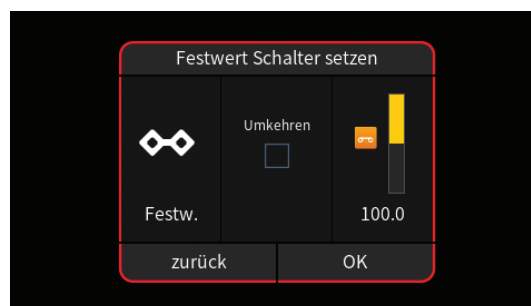 Festwert Schalter setzen
Umkehren
Festw.
100.0
zurück
OK